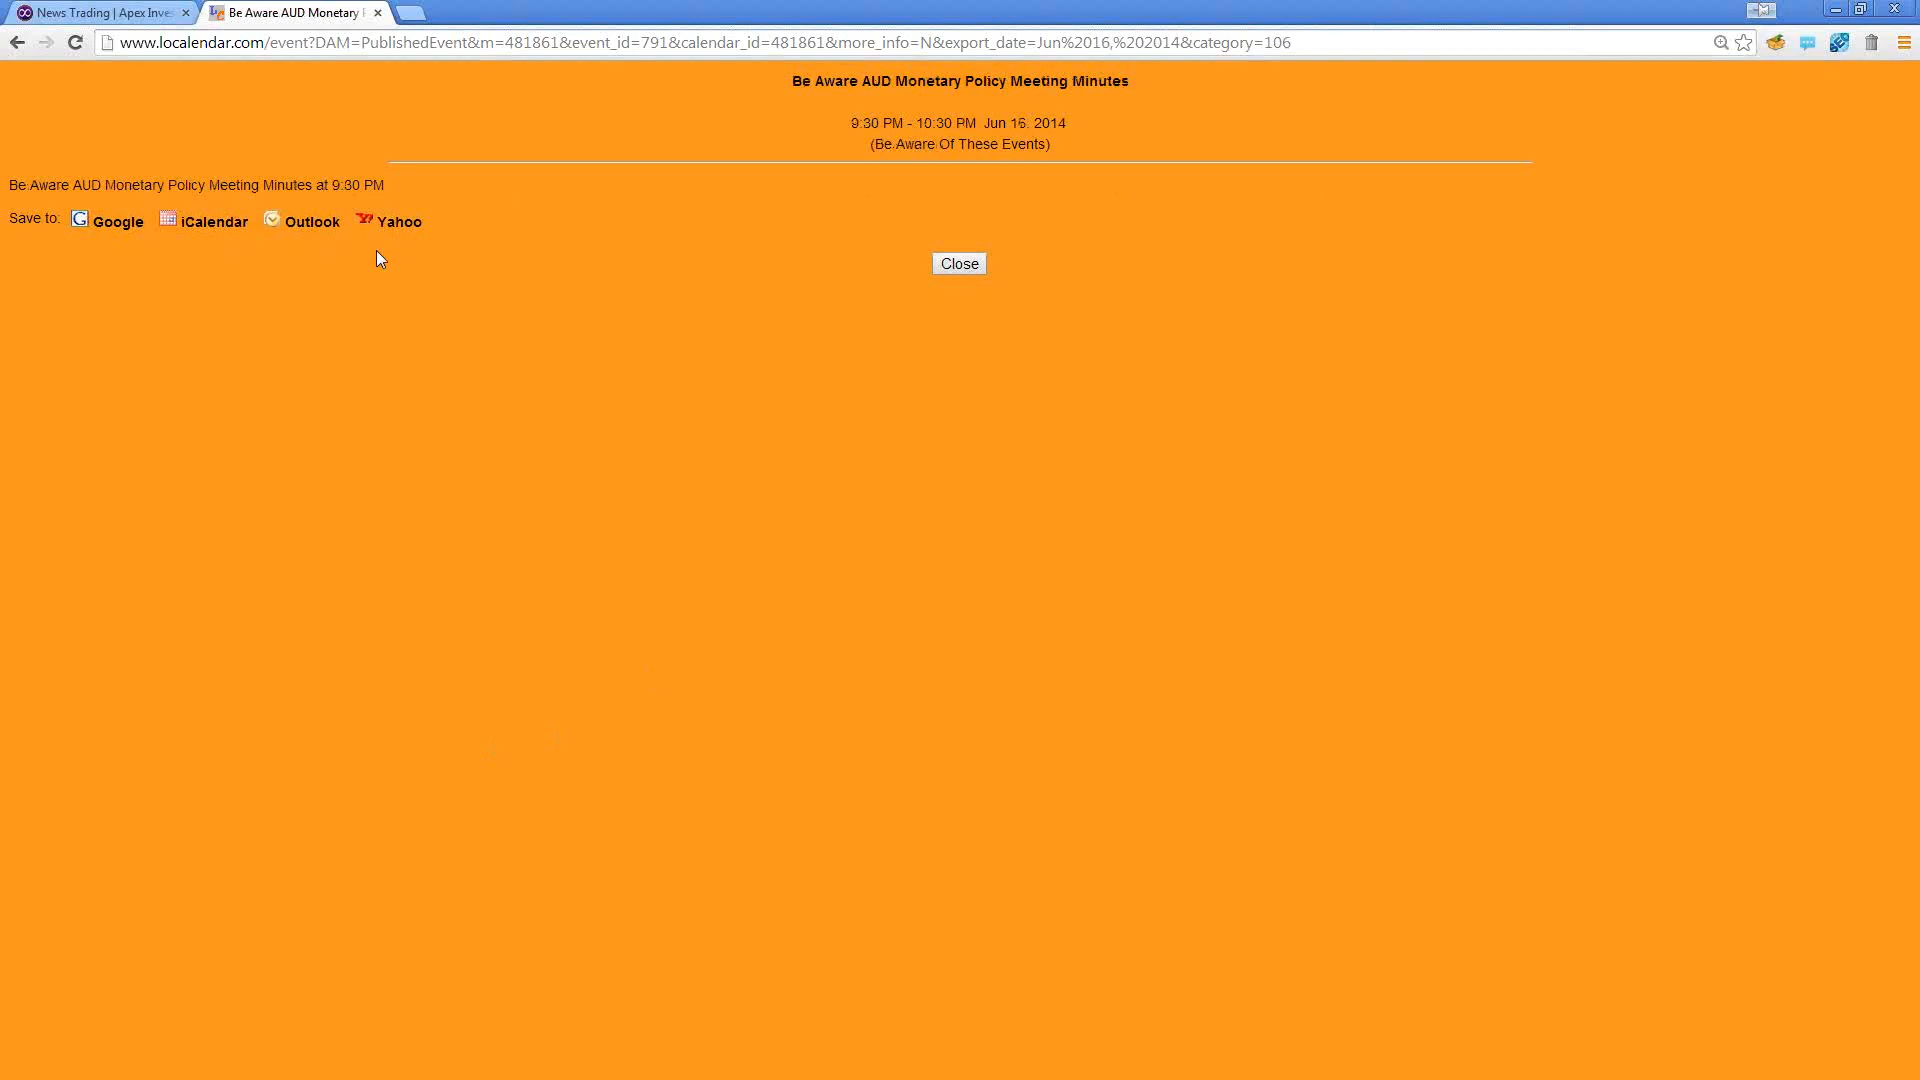 News Trading | Apex Inves
Be Aware AUD Monetary P
www.localendar.com/event?DAM=PublishedEvent&m=481861&event_id=791&calendar_id=481861&more_info=N&export_date=Jun%2016,%202014&category=106
Be Aware AUD Monetary Policy Meeting Minutes
9:30 PM - 10:30 PM Jun 16, 2014
(Be Aware Of These Events)
Be Aware AUD Monetary Policy Meeting Minutes at 9:30 PM
Save to: Google iCalendar Outlook Yahoo
Close